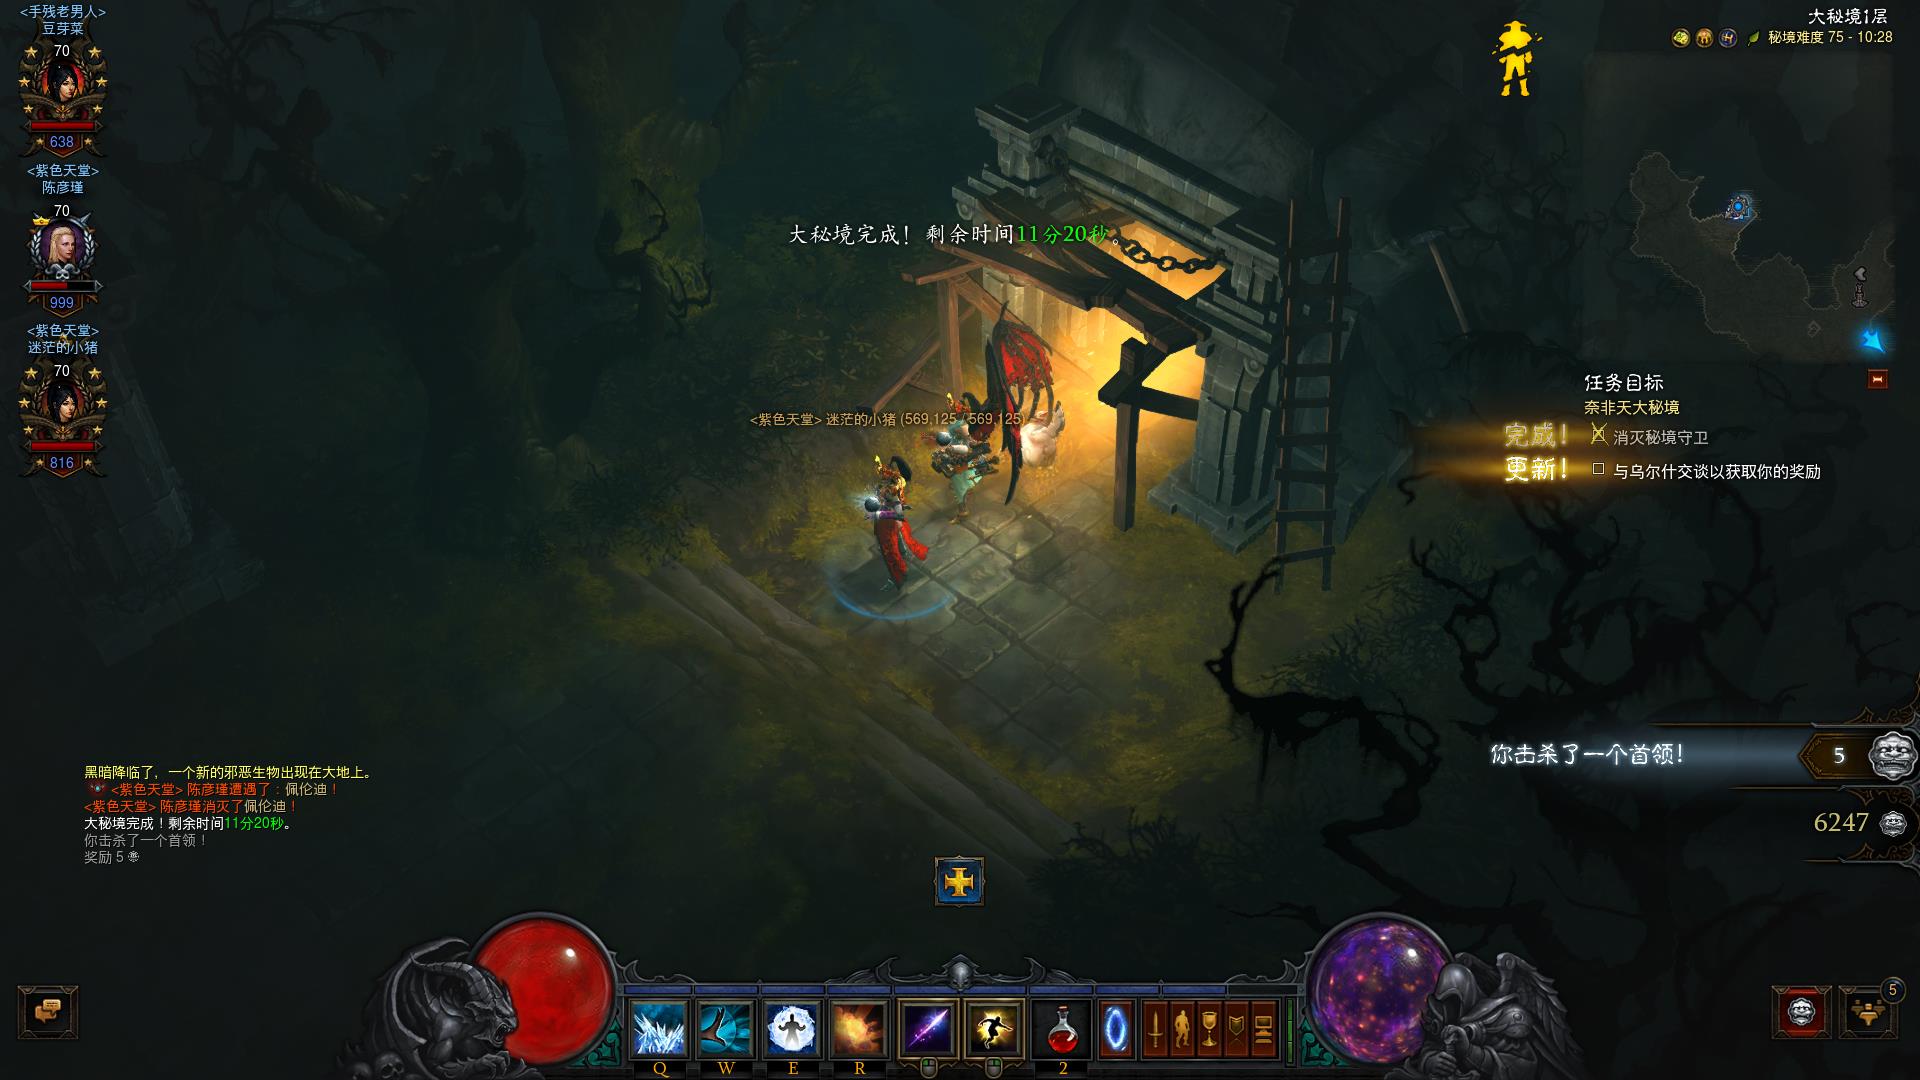 <手残老男人>
豆芽菜
70
638
<紫色天堂>
陈彦瑾
70
999
<紫色天堂>
迷茫的小猪
70
816
大秘境1层
秘境难度 75 - 10:28
大秘境完成！剩余时间11分20秒。
<紫色天堂> 迷茫的小猪 (569,125 / 569,125)
任务目标
奈非天大秘境
完成！ 消灭秘境守卫
更新！ 与乌尔什交谈以获取你的奖励
你击杀了一个首领！ 5
6247
黑暗降临了，一个新的邪恶生物出现在大地上。
<紫色天堂> 陈彦瑾遭遇了：佩伦迪！
<紫色天堂> 陈彦瑾消灭了佩伦迪！
大秘境完成！剩余时间11分20秒。
你击杀了一个首领！
奖励 5
5
Q W E R 2